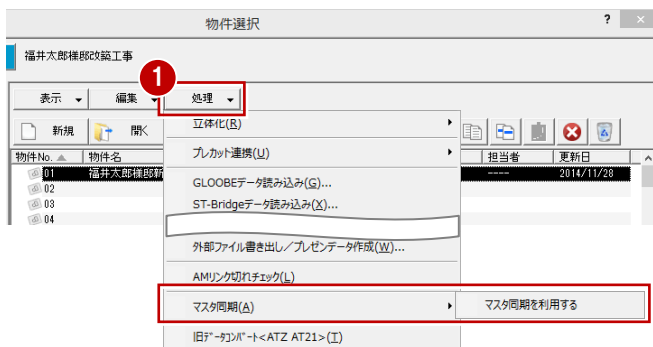 物件選択
? ×
福井太郎様邸改築工事
1
表示 編集 処理
新規 開く
立体化(R)
プレカット連携(U)
GLOOBEデータ読み込み(G)...
ST-Bridgeデータ読み込み(X)...
外部ファイル書き出し／プレゼンデータ作成(W)...
AMリンク切れチェック(L)
マスタ同期(A)
マスタ同期を利用する
旧ﾃﾞｰﾀｺﾝﾊﾞｰﾄ<ATZ AT21>(T)
物件No. 物件名 担当者 更新日
01 福井太郎様邸新 ---- 2014/11/28
02
03
04